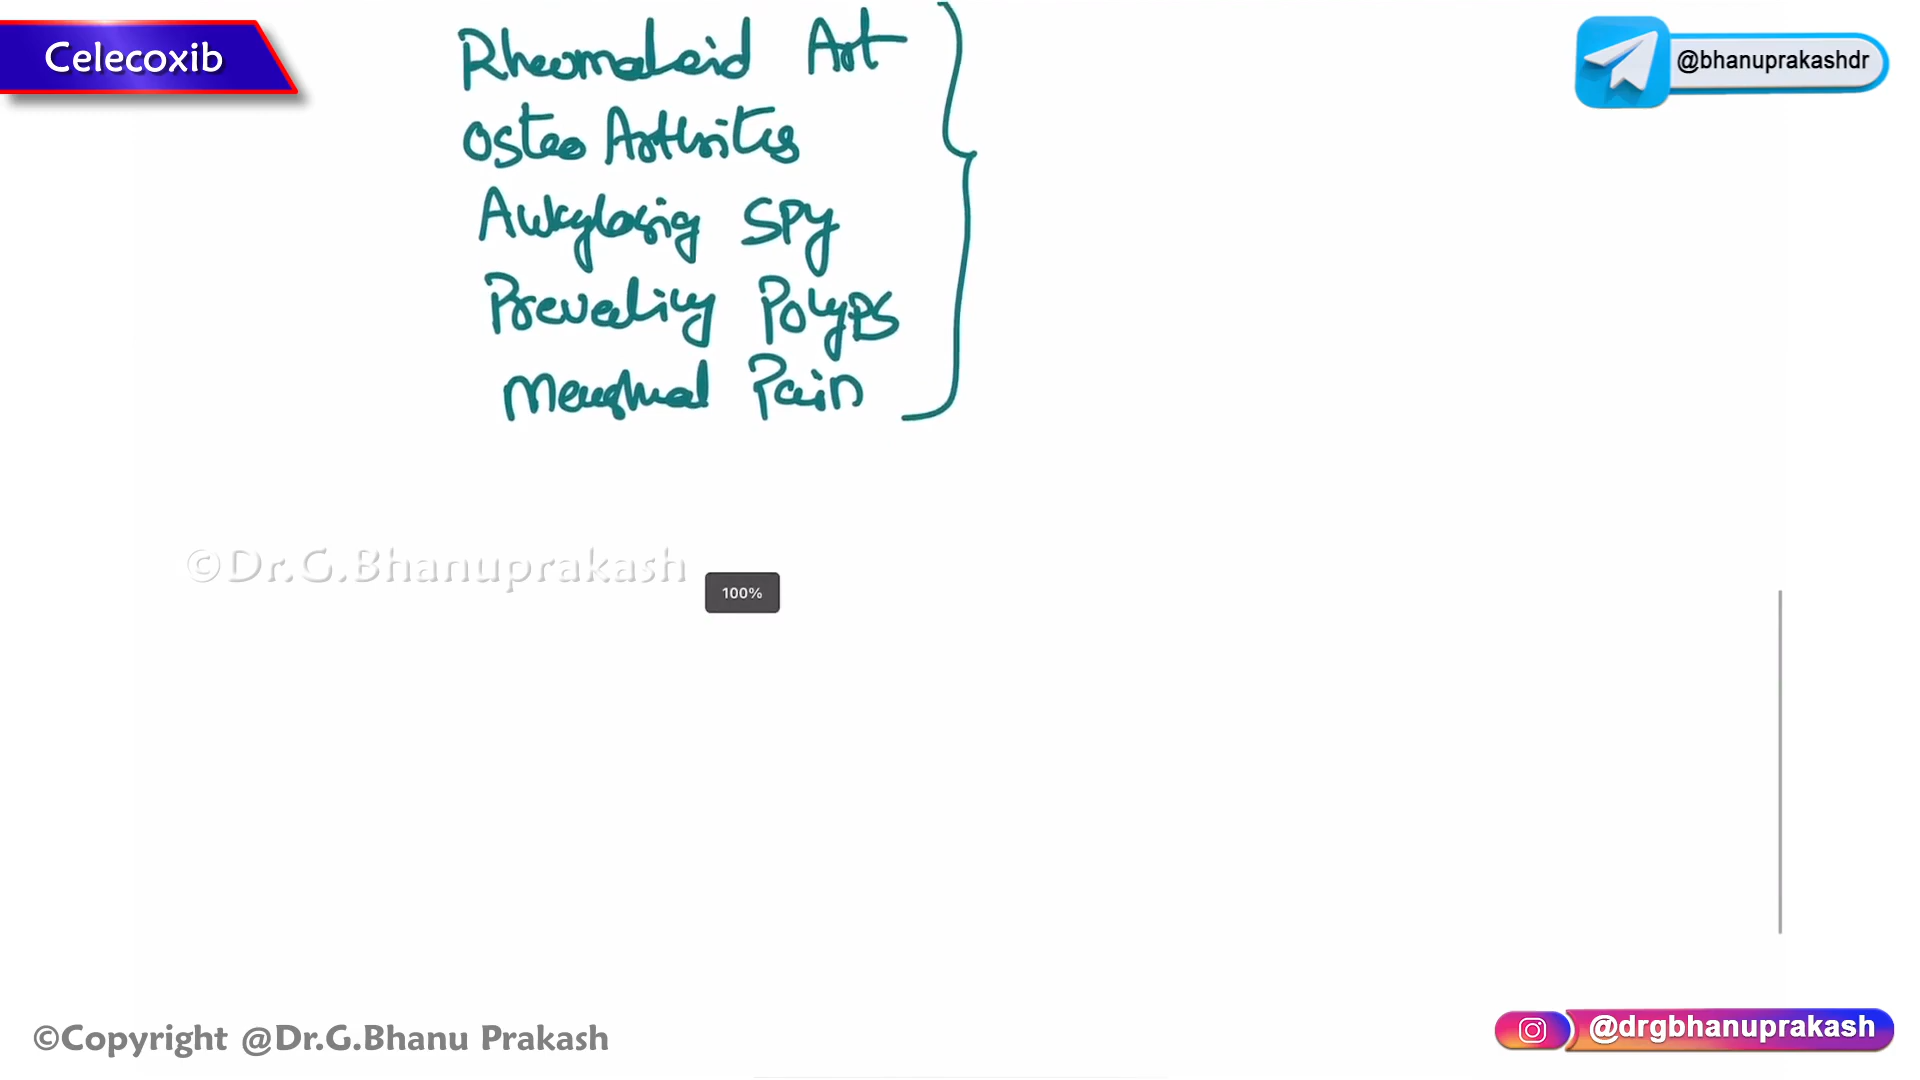 Celecoxib
@bhanuprakashdr
Rheumatoid Art
Osteo Arthritis
Ankylosing Spy
Preventing Polyps
Menstrual Pain
©Dr.G.Bhanuprakash
100%
©Copyright @Dr.G.Bhanu Prakash
@drgbhanuprakash